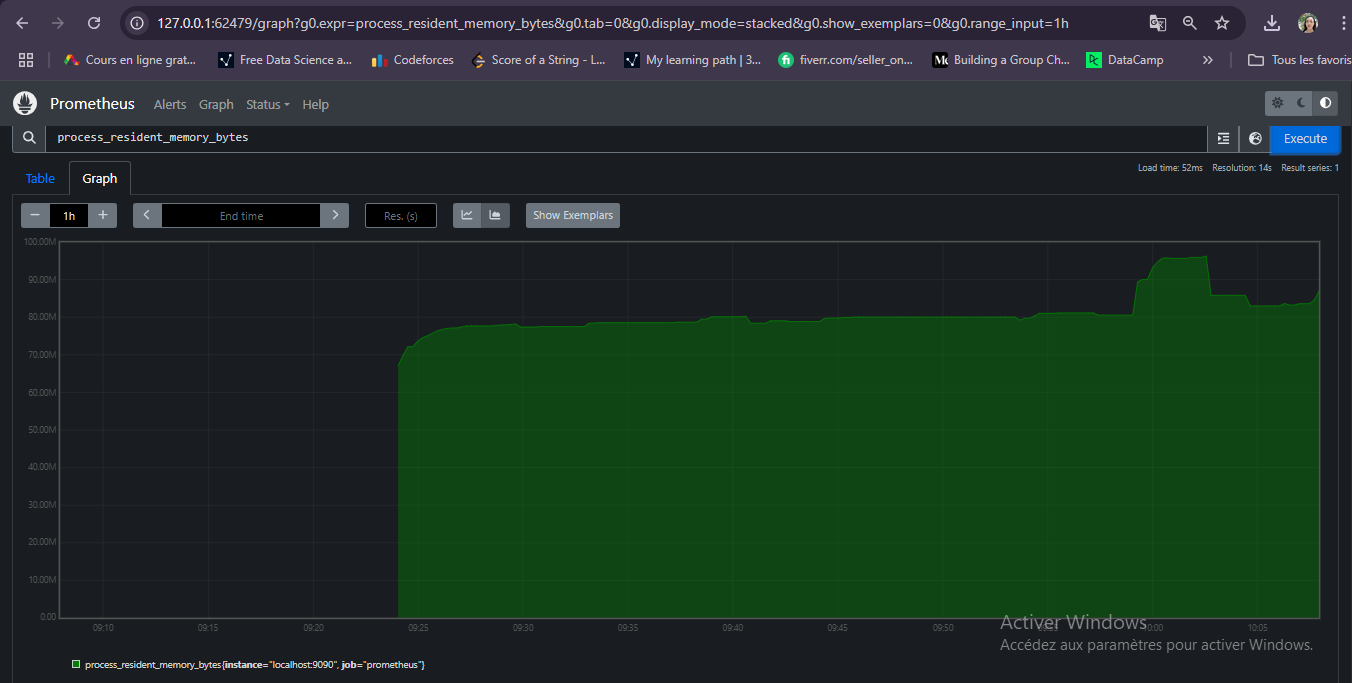 127.0.0.1:62479/graph?g0.expr=process_resident_memory_bytes&g0.tab=0&g0.display_mode=stacked&g0.show_exemplars=0&g0.range_input=1h
Cours en ligne grat... Free Data Science a... Codeforces Score of a String - L... My learning path | 3... fiverr.com/seller_on... Building a Group Ch... DataCamp Tous les favoris
Prometheus Alerts Graph Status Help
process_resident_memory_bytes Execute
Load time: 52ms Resolution: 14s Result series: 1
Table Graph
1h End time Res. (s) Show Exemplars
100.00M
90.00M
80.00M
70.00M
60.00M
50.00M
40.00M
30.00M
20.00M
10.00M
0.00
09:10 09:15 09:20 09:25 09:30 09:35 09:40 09:45 09:50 09:55 10:00 10:05
Activer Windows
Accédez aux paramètres pour activer Windows.
process_resident_memory_bytes{instance="localhost:9090", job="prometheus"}